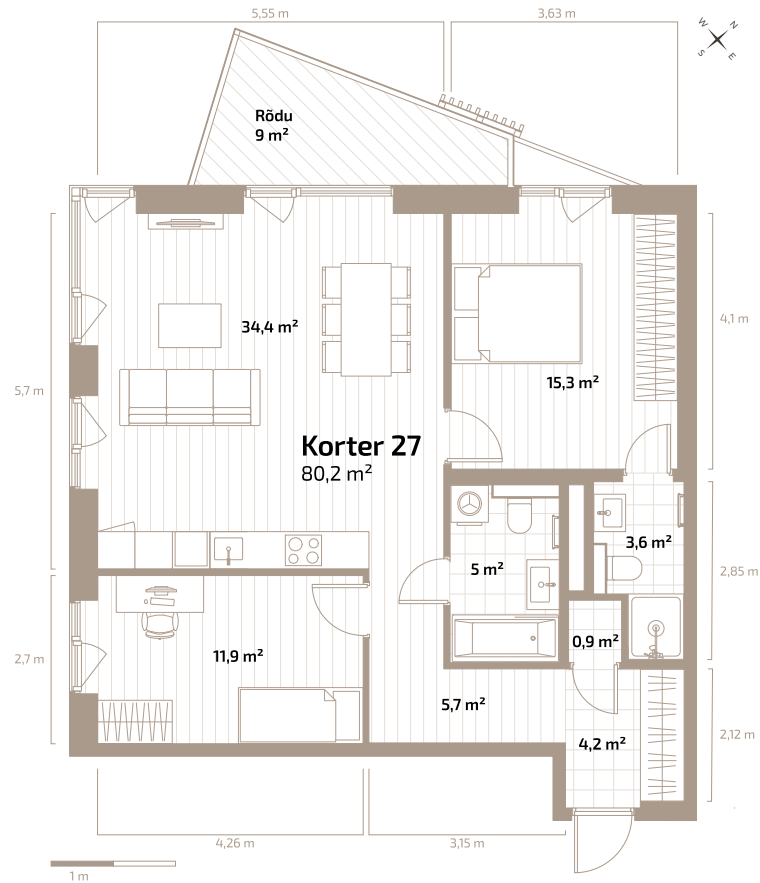 5,55 m
3,63 m
N
W
S
E
Rõdu
9 m²
34,4 m²
4,1 m
15,3 m²
5,7 m
Korter 27
80,2 m²
3,6 m²
5 m²
2,85 m
0,9 m²
11,9 m²
2,7 m
5,7 m²
4,2 m²
2,12 m
4,26 m
3,15 m
1 m